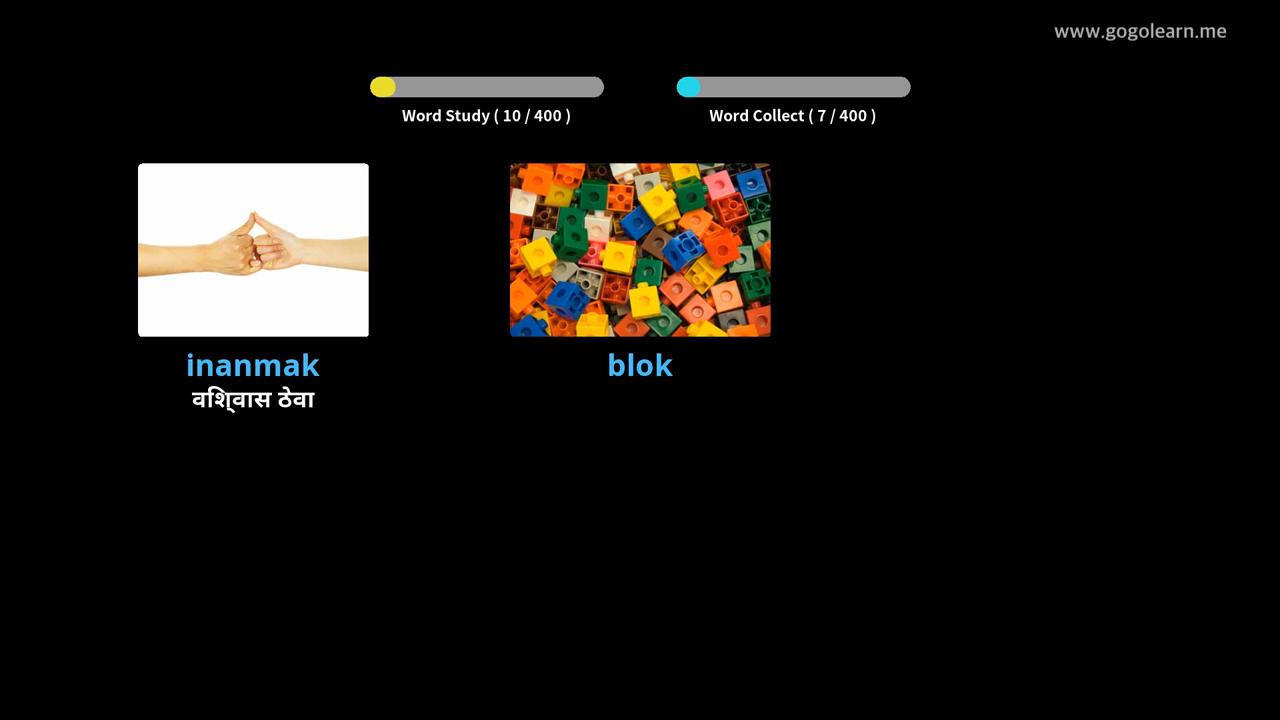 www.gogolearn.me
Word Study ( 10 / 400 )
Word Collect ( 7 / 400 )
inanmak
blok
वशि्वास ठेवा